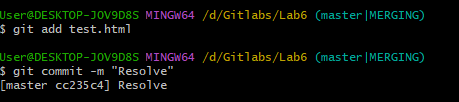 User@DESKTOP-JOV9D8S MINGW64 /d/Gitlabs/Lab6 (master|MERGING)
$ git add test.html
User@DESKTOP-JOV9D8S MINGW64 /d/Gitlabs/Lab6 (master|MERGING)
$ git commit -m "Resolve"
[master cc235c4] Resolve